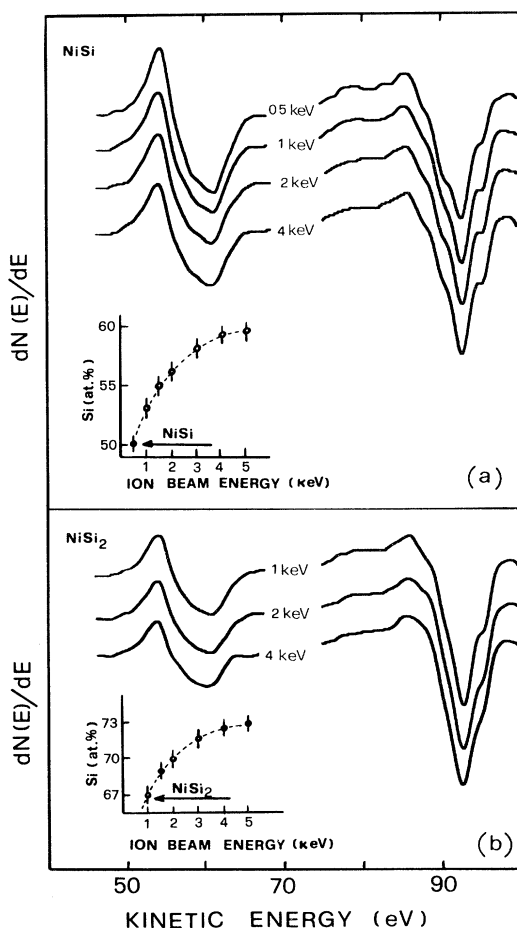 NiSi
05 keV
1 keV
2 keV
4 keV
dN(E)/dE
60
55
50
Si (at.%)
NiSi
1 2 3 4 5
ION BEAM ENERGY (KeV)
(a)
NiSi2
1 keV
2 keV
4 keV
dN(E)/dE
73
70
67
Si (at.%)
NiSi2
1 2 3 4 5
ION BEAM ENERGY (KeV)
(b)
50 70 90
KINETIC ENERGY (eV)